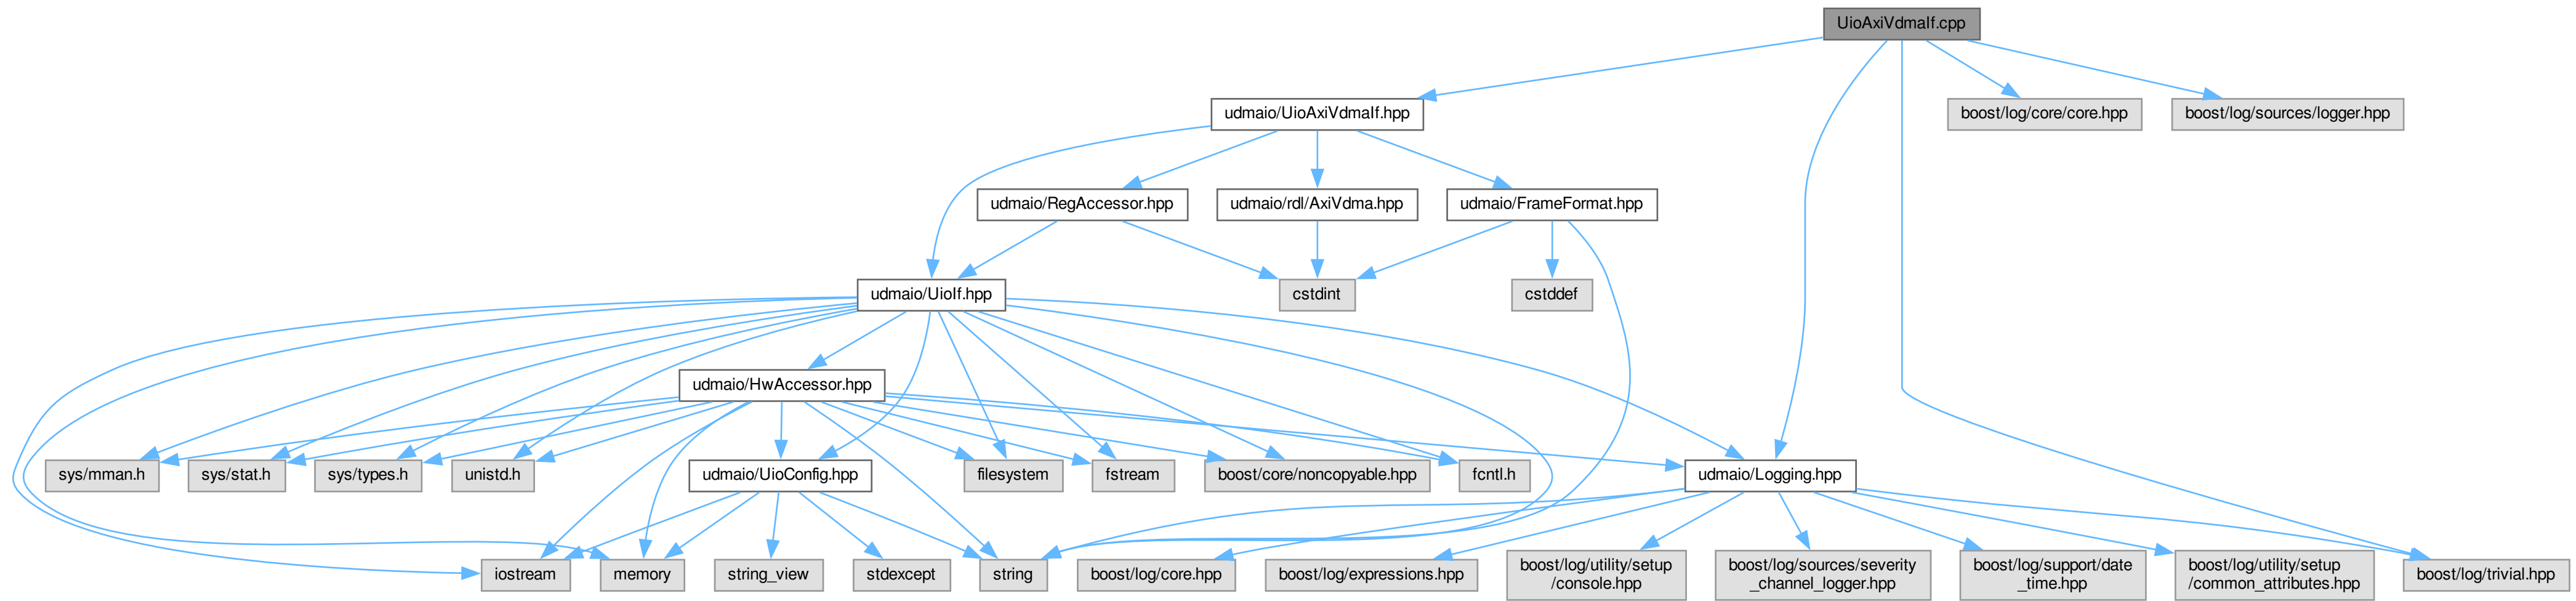 UioAxiVdmaIf.cpp
udmaio/UioAxiVdmaIf.hpp
boost/log/core/core.hpp
boost/log/sources/logger.hpp
udmaio/RegAccessor.hpp
udmaio/rdl/AxiVdma.hpp
udmaio/FrameFormat.hpp
udmaio/UioIf.hpp
cstdint
cstddef
udmaio/HwAccessor.hpp
sys/mman.h
sys/stat.h
sys/types.h
unistd.h
udmaio/UioConfig.hpp
filesystem
fstream
boost/core/noncopyable.hpp
fcntl.h
udmaio/Logging.hpp
iostream
memory
string_view
stdexcept
string
boost/log/core.hpp
boost/log/expressions.hpp
boost/log/utility/setup
/console.hpp
boost/log/sources/severity
_channel_logger.hpp
boost/log/support/date
_time.hpp
boost/log/utility/setup
/common_attributes.hpp
boost/log/trivial.hpp